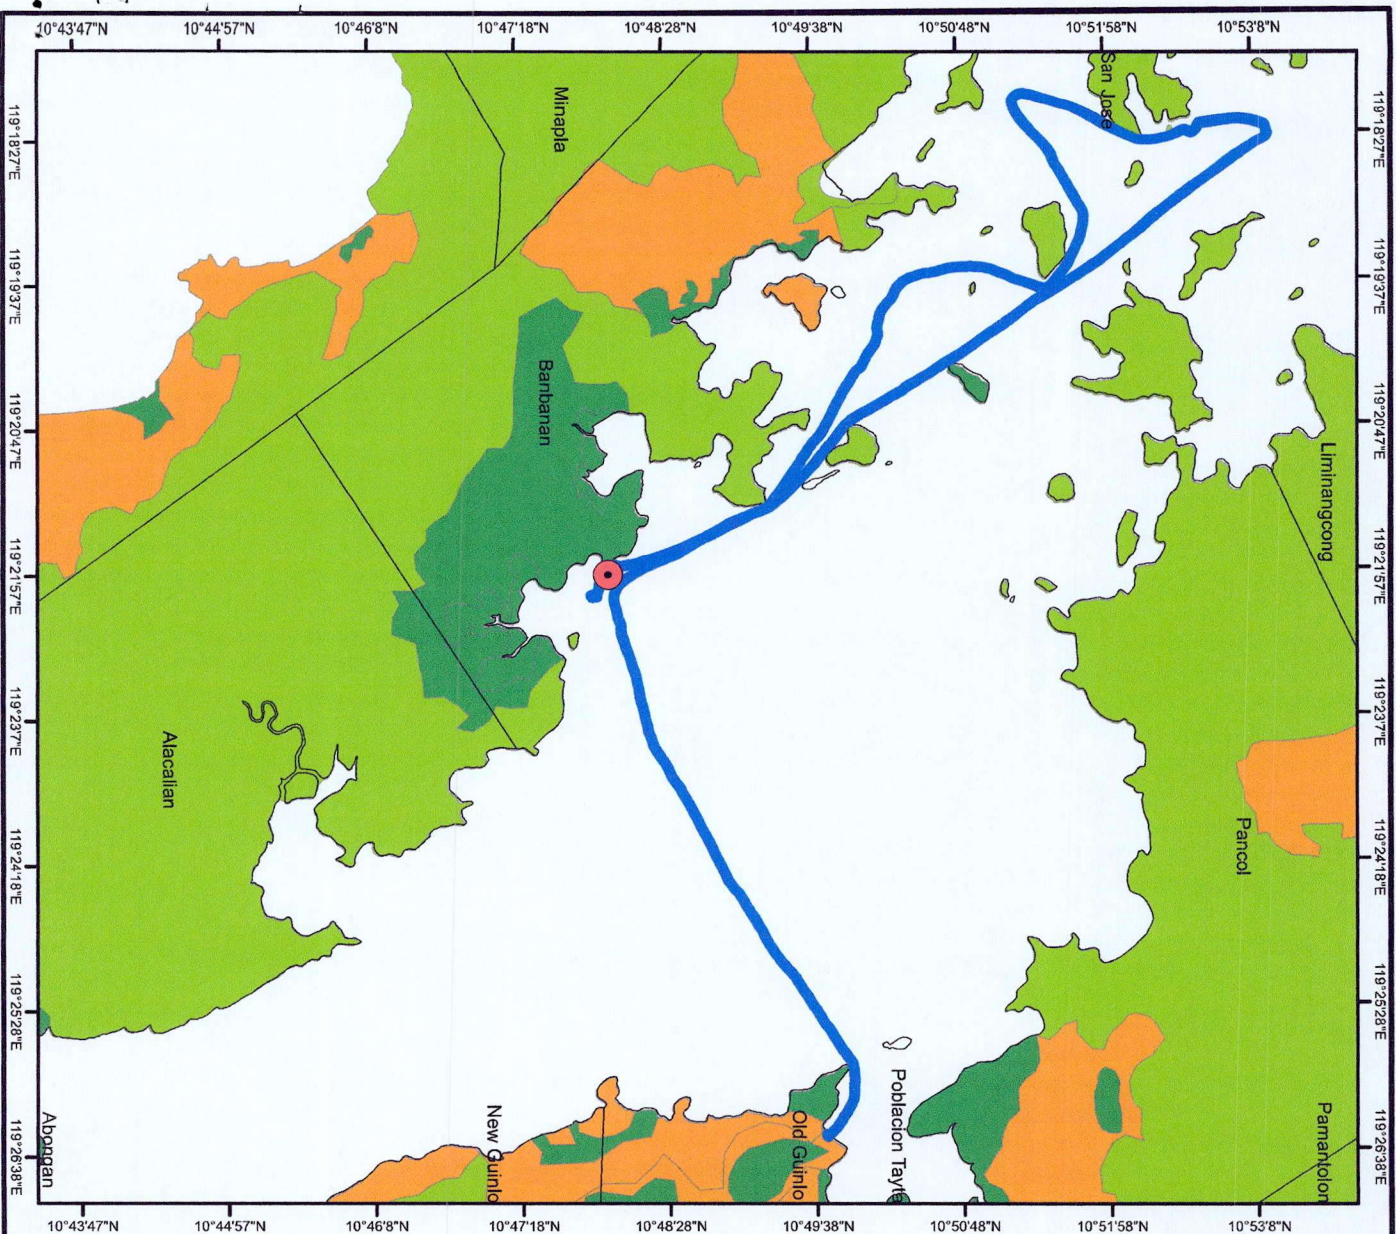 10°43'47"N 10°44'57"N 10°46'8"N 10°47'18"N 10°48'28"N 10°49'38"N 10°50'48"N 10°51'58"N 10°53'8"N
119°18'27"E
119°19'37"E
119°20'47"E
119°21'57"E
119°23'7"E
119°24'18"E
119°25'28"E
119°26'38"E
San Jose
Minapla
Banbanan
Liminangcong
Alacalian
Pancol
Poblacion Tayta
Pamantolon
Old Guinlo
New Guinlo
Abongan
119°18'27"E
119°19'37"E
119°20'47"E
119°21'57"E
119°23'7"E
119°24'18"E
119°25'28"E
119°26'38"E
10°43'47"N 10°44'57"N 10°46'8"N 10°47'18"N 10°48'28"N 10°49'38"N 10°50'48"N 10°51'58"N 10°53'8"N